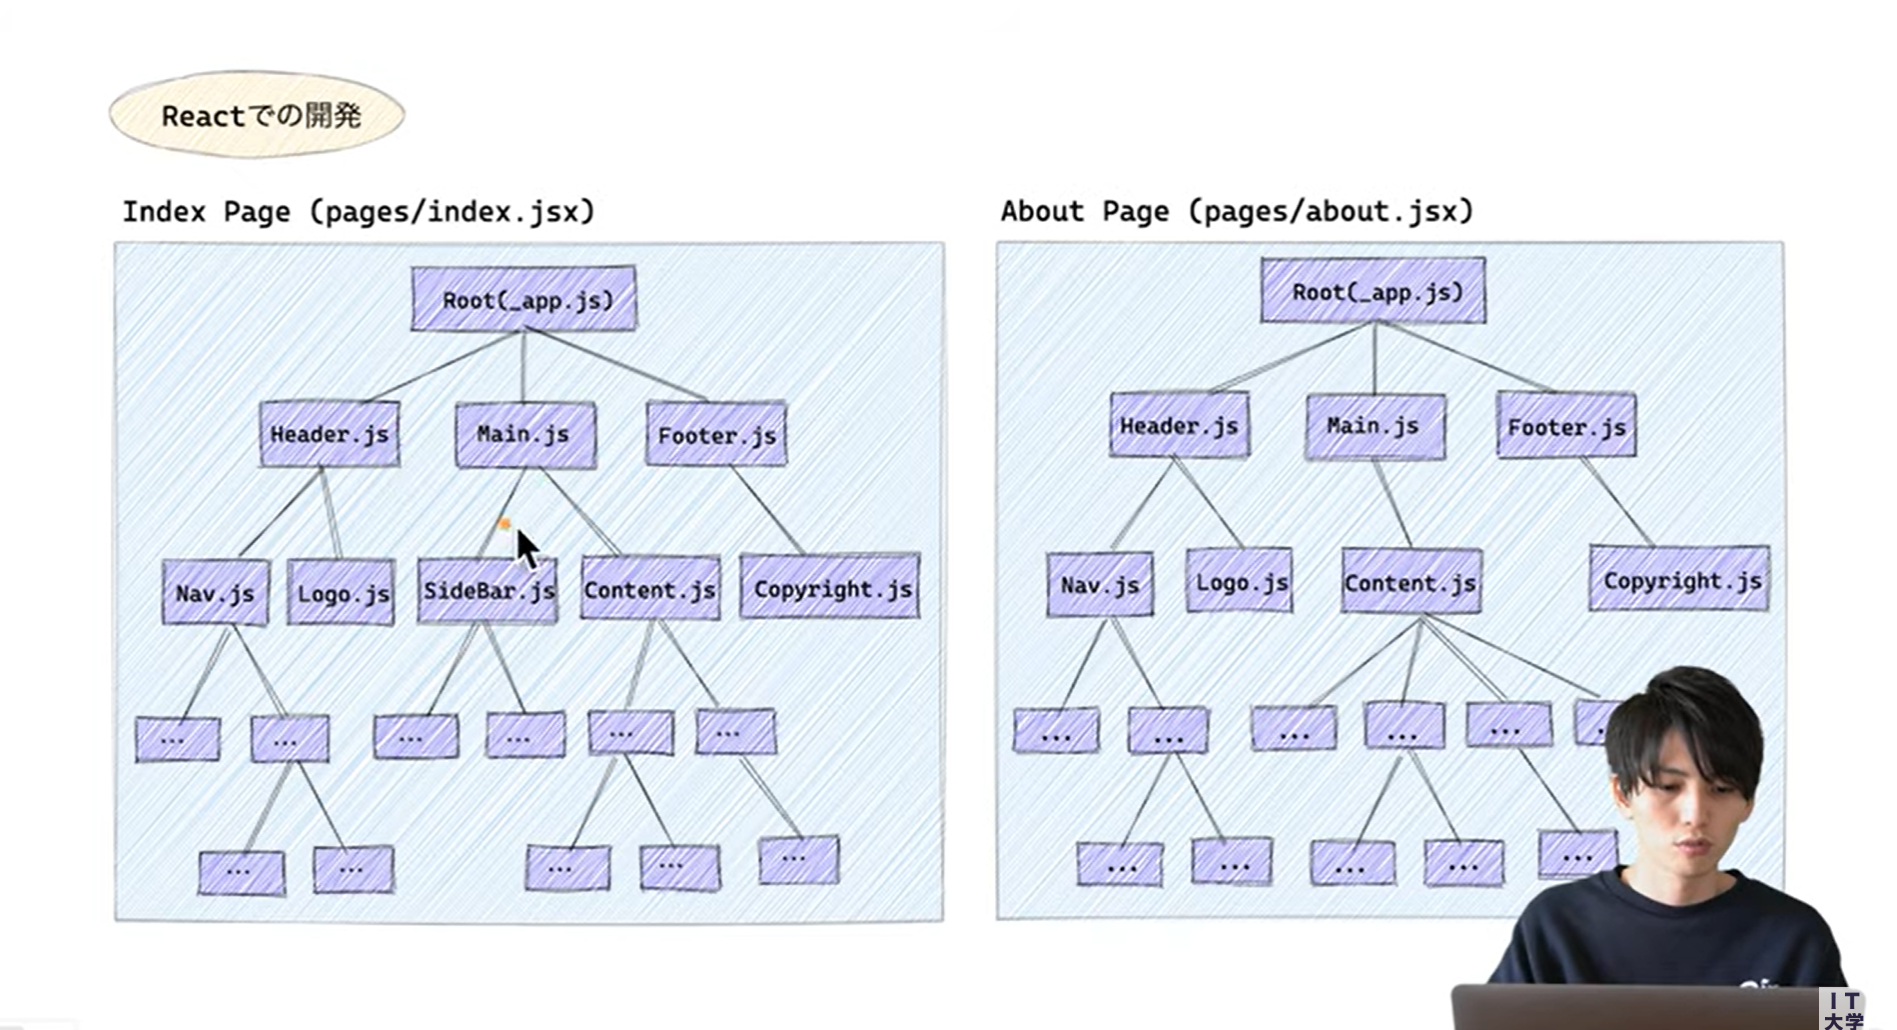 Reactでの開発
Index Page (pages/index.jsx)
Root(_app.js)
Header.js
Main.js
Footer.js
Nav.js
Logo.js
SideBar.js
Content.js
Copyright.js
...
...
...
...
...
...
...
...
...
...
...
About Page (pages/about.jsx)
Root(_app.js)
Header.js
Main.js
Footer.js
Nav.js
Logo.js
Content.js
Copyright.js
...
...
...
...
...
...
...
...
...
...
IT
大学